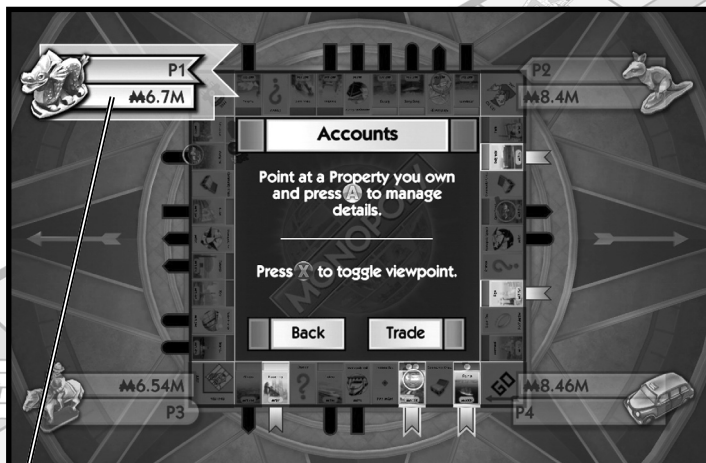 P1
₩6.7M
P2
₩8.4M
Accounts
Point at a Property you own
and press A to manage
details.
MONOPOLY
Press X to toggle viewpoint.
Back
Trade
₩6.54M
P3
GO
₩8.46M
P4